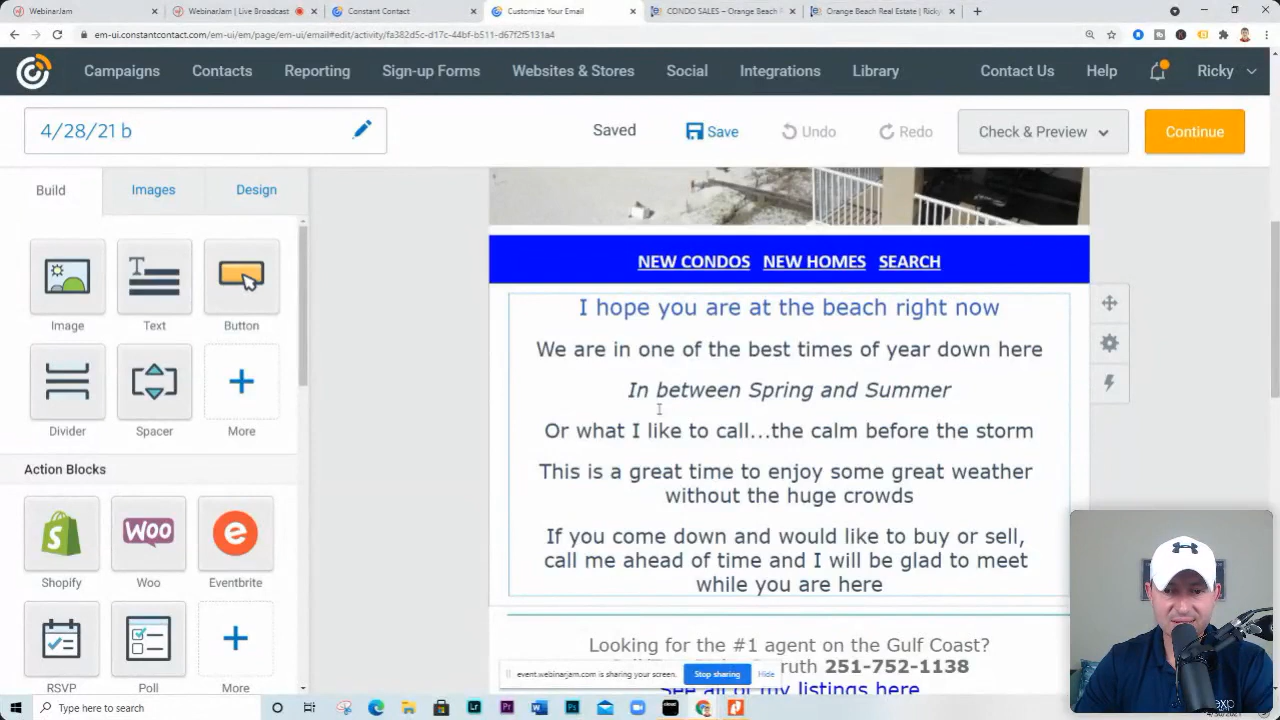 WebinarJam
WebinarJam | Live Broadcast
Constant Contact
Customize Your Email
CONDO SALES – Orange Beach
Orange Beach Real Estate | Ricky
em-ui.constantcontact.com/em-ui/em/page/em-ui/email#edit/activity/fa382d5c-d17c-44bf-b511-d67f2f5131a4
Campaigns
Contacts
Reporting
Sign-up Forms
Websites & Stores
Social
Integrations
Library
Contact Us
Help
Ricky
4/28/21 b
Saved
Save
Undo
Redo
Check & Preview
Continue
Build
Images
Design
Image
Text
Button
Divider
Spacer
More
Action Blocks
Shopify
Woo
Eventbrite
RSVP
Poll
More
NEW CONDOS NEW HOMES SEARCH
I hope you are at the beach right now
We are in one of the best times of year down here
In between Spring and Summer
Or what I like to call...the calm before the storm
This is a great time to enjoy some great weather
without the huge crowds
If you come down and would like to buy or sell,
call me ahead of time and I will be glad to meet
while you are here
Looking for the #1 agent on the Gulf Coast?
ruth 251-752-1138
See all of my listings here
event.webinarjam.com is sharing your screen.
Stop sharing
Hide
Type here to search
exp